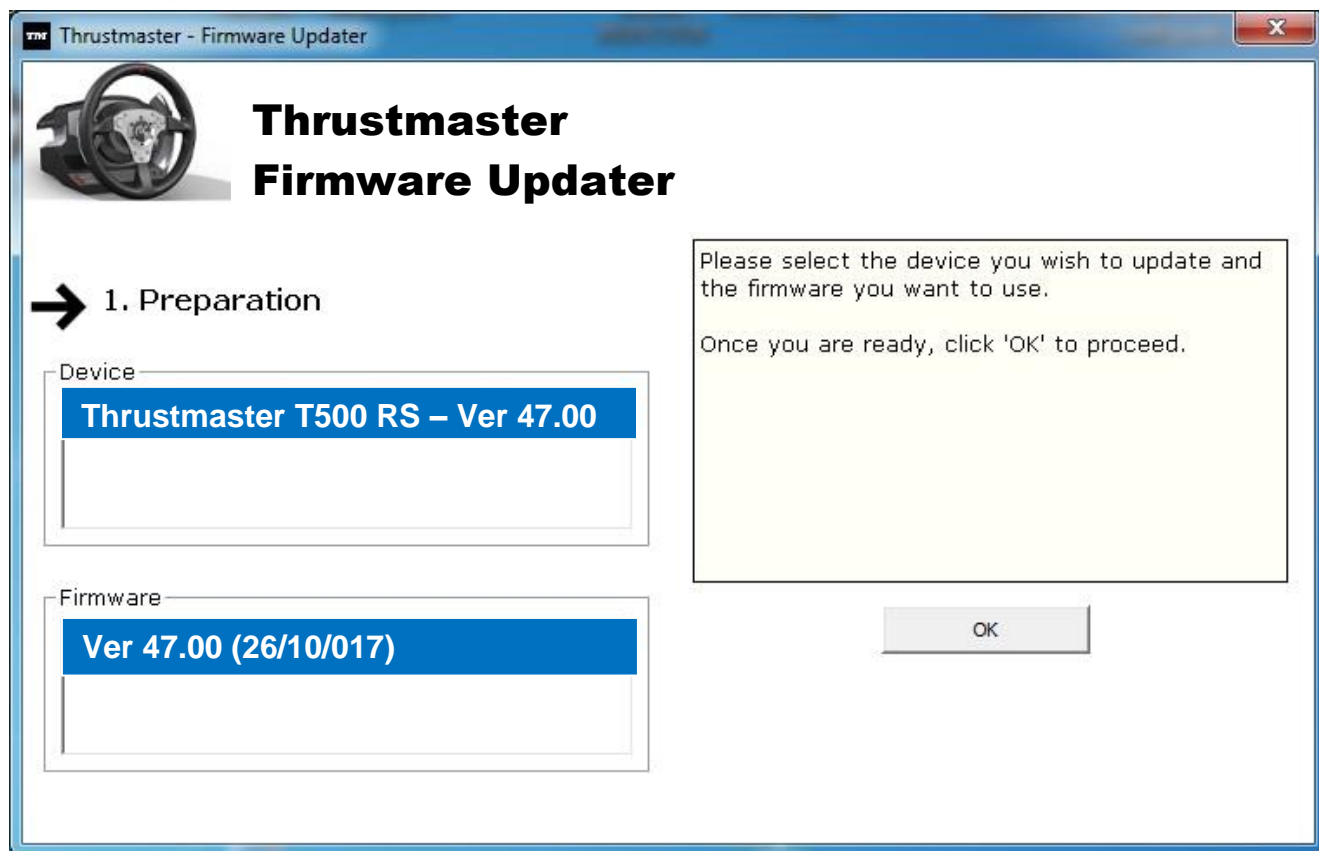 Thrustmaster - Firmware Updater
Thrustmaster
Firmware Updater
1. Preparation
Device
Thrustmaster T500 RS – Ver 47.00
Firmware
Ver 47.00 (26/10/017)
Please select the device you wish to update and
the firmware you want to use.
Once you are ready, click 'OK' to proceed.
OK